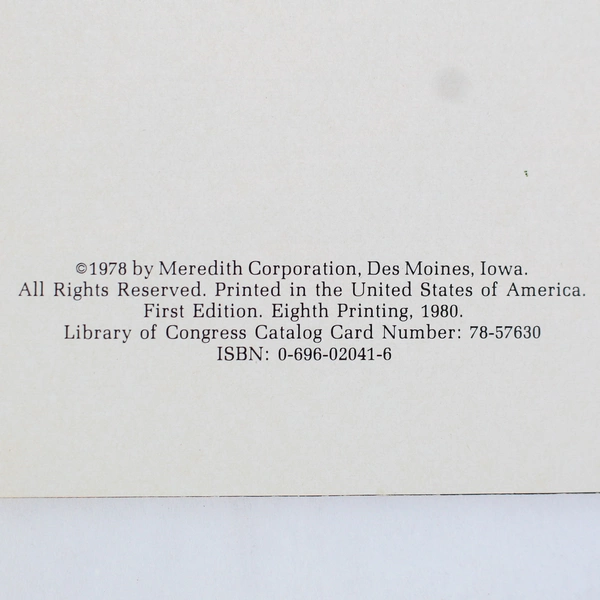 ©1978 by Meredith Corporation, Des Moines, Iowa.
All Rights Reserved. Printed in the United States of America.
First Edition. Eighth Printing, 1980.
Library of Congress Catalog Card Number: 78-57630
ISBN: 0-696-02041-6